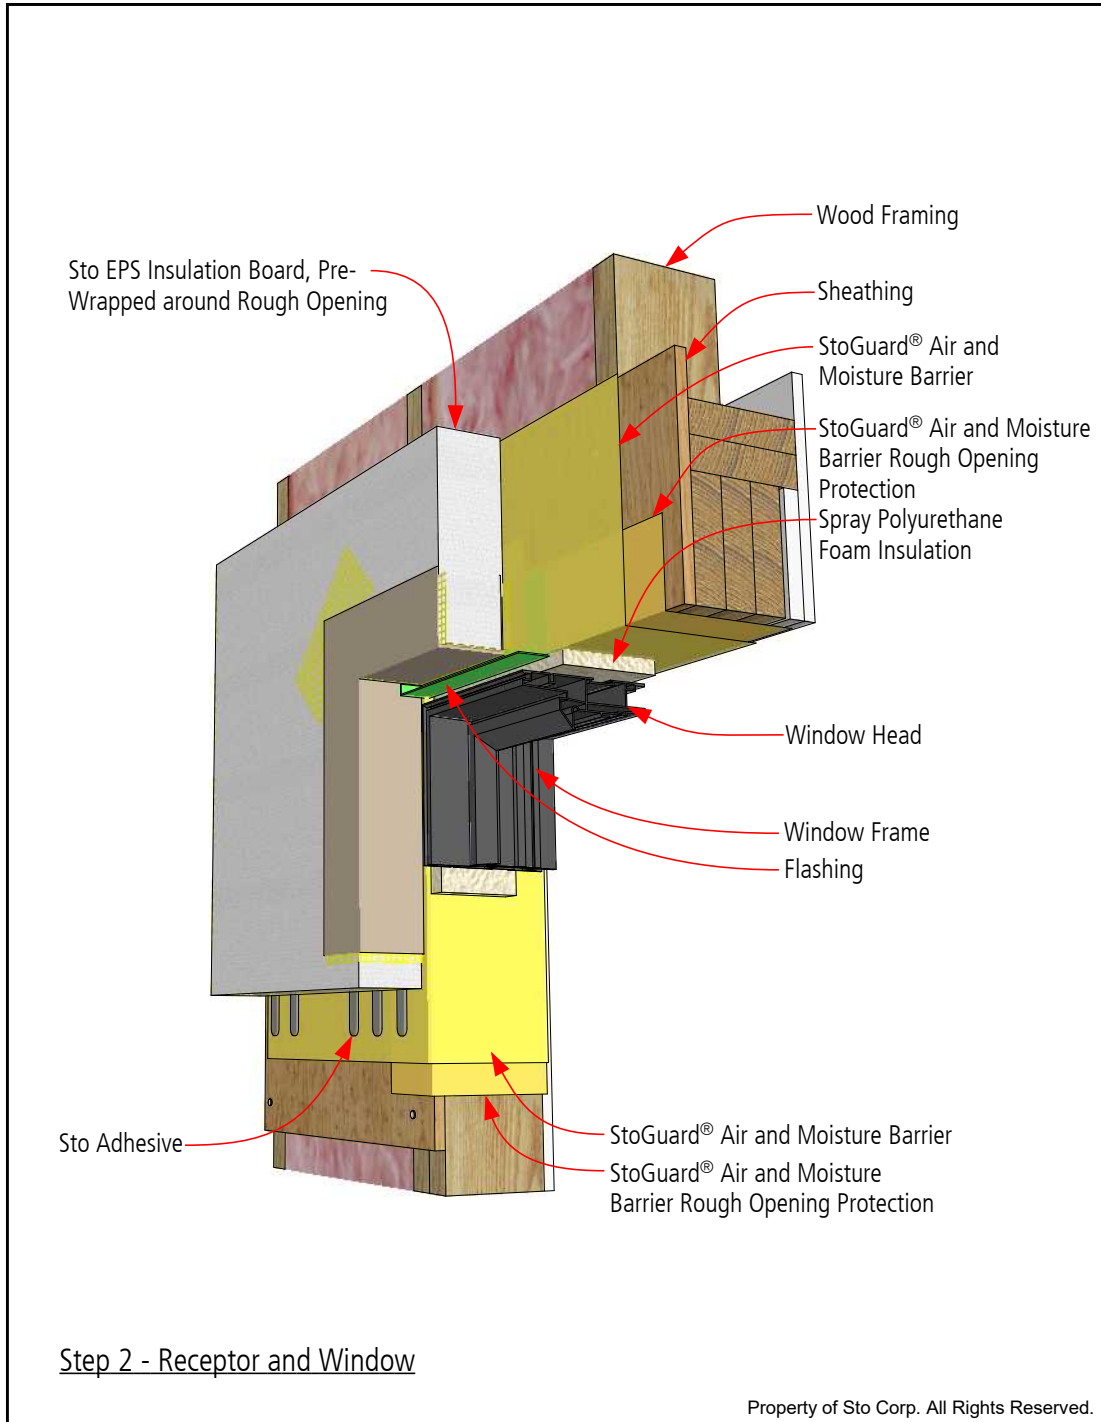 Wood Framing
Sto EPS Insulation Board, Pre-
Wrapped around Rough Opening
Sheathing
StoGuard® Air and
Moisture Barrier
StoGuard® Air and Moisture
Barrier Rough Opening
Protection
Spray Polyurethane
Foam Insulation
Window Head
Window Frame
Flashing
Sto Adhesive
StoGuard® Air and Moisture Barrier
StoGuard® Air and Moisture
Barrier Rough Opening Protection
Step 2 - Receptor and Window
Property of Sto Corp. All Rights Reserved.